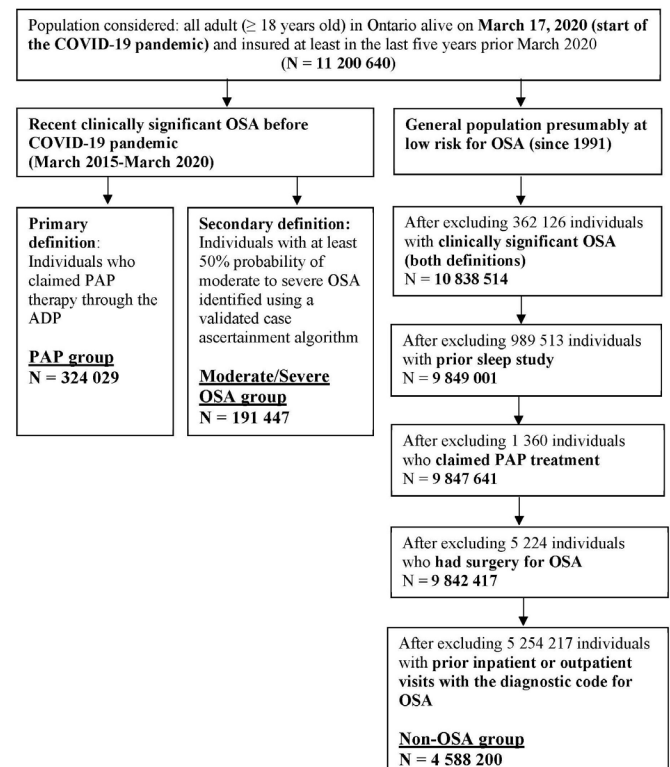 Population considered: all adult (≥ 18 years old) in Ontario alive on March 17, 2020 (start of
the COVID-19 pandemic) and insured at least in the last five years prior March 2020
(N = 11 200 640)
Recent clinically significant OSA before
COVID-19 pandemic
(March 2015-March 2020)
General population presumably at
low risk for OSA (since 1991)
Primary
definition:
Individuals who
claimed PAP
therapy through the
ADP
PAP group
N = 324 029
Secondary definition:
Individuals with at least
50% probability of
moderate to severe OSA
identified using a
validated case
ascertainment algorithm
Moderate/Severe
OSA group
N = 191 447
After excluding 362 126 individuals
with clinically significant OSA
(both definitions)
N = 10 838 514
After excluding 989 513 individuals
with prior sleep study
N = 9 849 001
After excluding 1 360 individuals
who claimed PAP treatment
N = 9 847 641
After excluding 5 224 individuals
who had surgery for OSA
N = 9 842 417
After excluding 5 254 217 individuals
with prior inpatient or outpatient
visits with the diagnostic code for
OSA
Non-OSA group
N = 4 588 200